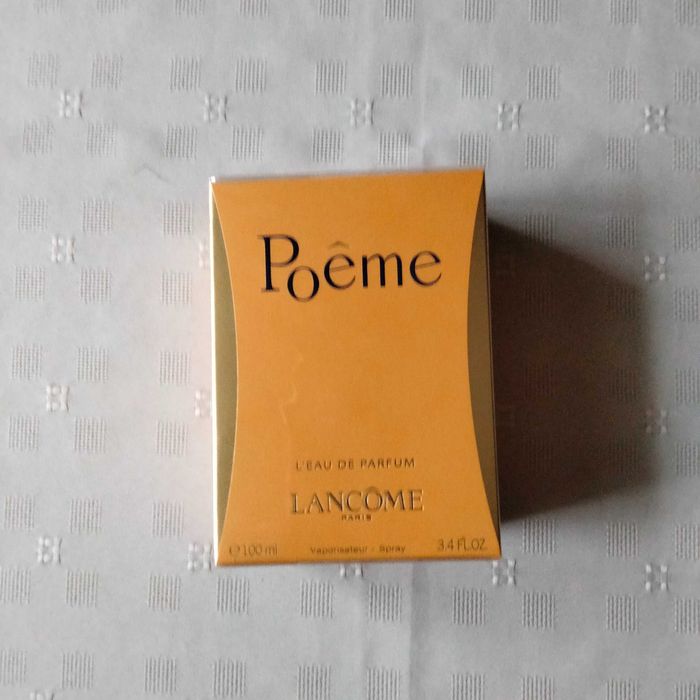 Poême
L'EAU DE PARFUM
LANCÔME
PARIS
℮100 ml Vaporisateur - Spray 3.4 FL.OZ.